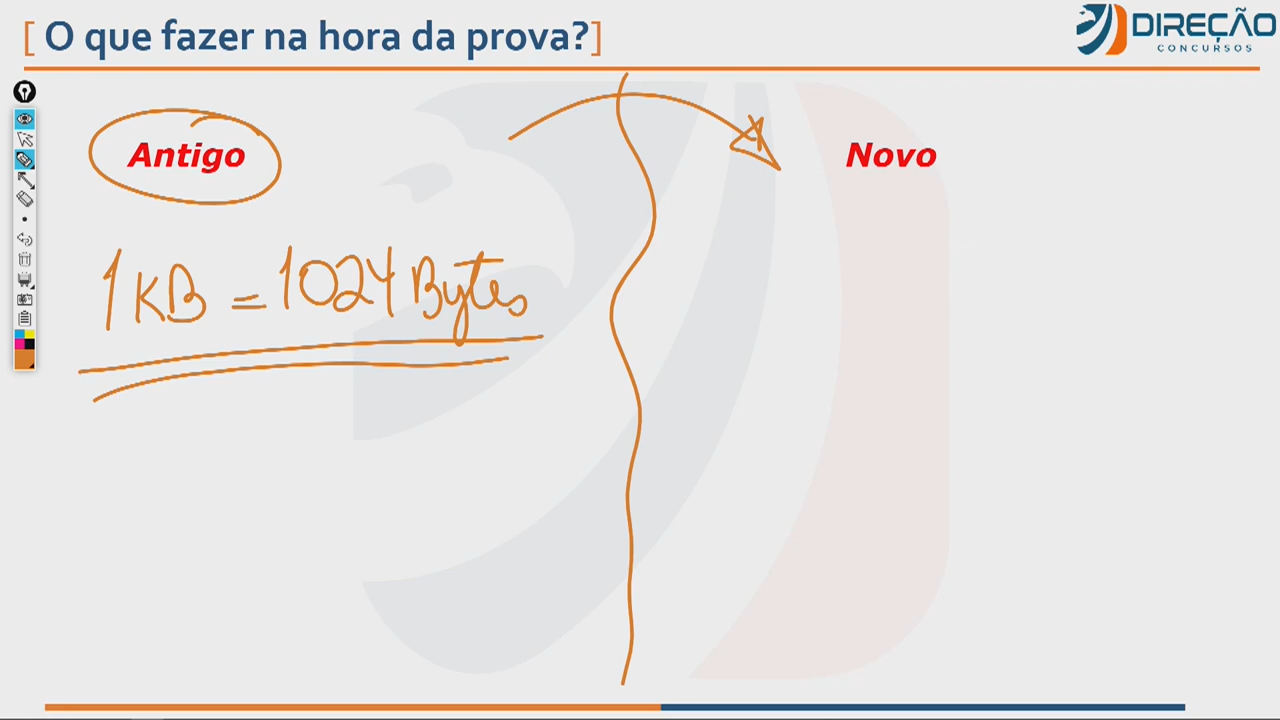 [ O que fazer na hora da prova?]
DIREÇÃO
CONCURSOS
Antigo
Novo
1 KB = 1024 Bytes